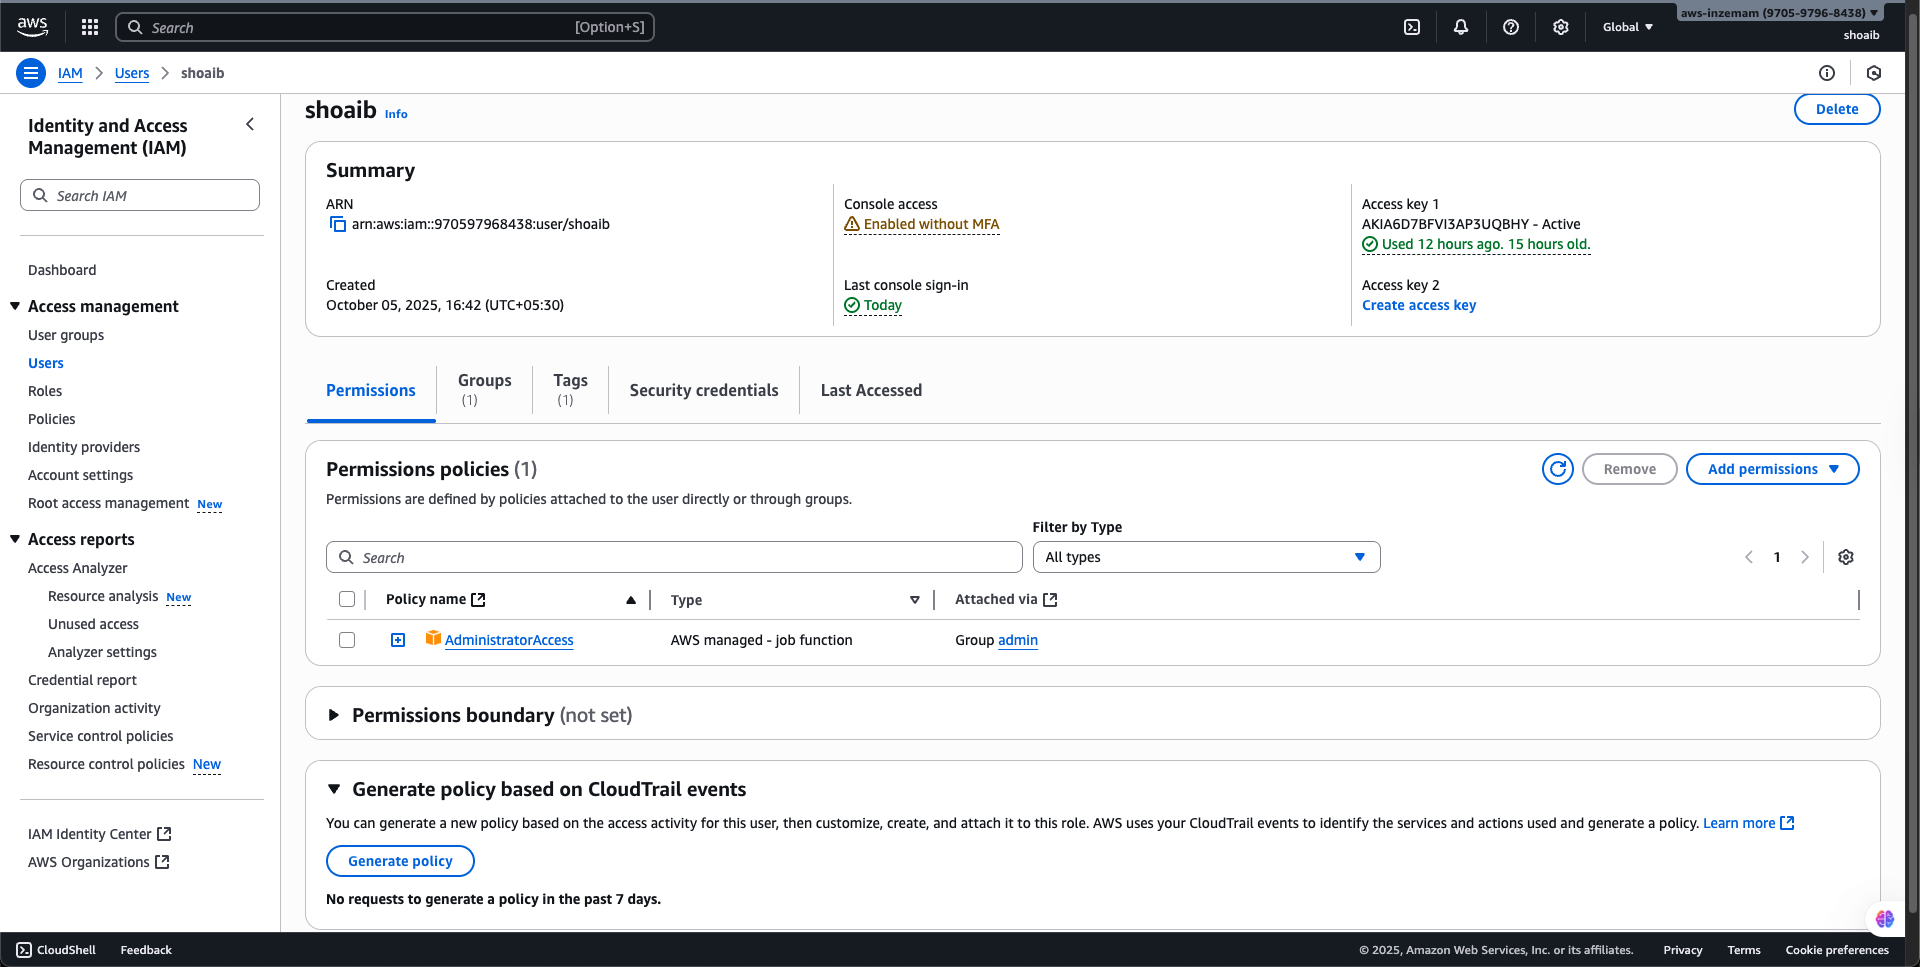 aws
Search
[Option+S]
Global
aws-inzemam (9705-9796-8438)
shoaib
IAM
Users
shoaib
Identity and Access
Management (IAM)
Search IAM
Dashboard
Access management
User groups
Users
Roles
Policies
Identity providers
Account settings
Root access management New
Access reports
Access Analyzer
Resource analysis New
Unused access
Analyzer settings
Credential report
Organization activity
Service control policies
Resource control policies New
IAM Identity Center
AWS Organizations
shoaib Info
Delete
Summary
ARN
arn:aws:iam::970597968438:user/shoaib
Created
October 05, 2025, 16:42 (UTC+05:30)
Console access
Enabled without MFA
Last console sign-in
Today
Access key 1
AKIA6D7BFVI3AP3UQBHY - Active
Used 12 hours ago. 15 hours old.
Access key 2
Create access key
Permissions
Groups
(1)
Tags
(1)
Security credentials
Last Accessed
Permissions policies (1)
Remove
Add permissions
Permissions are defined by policies attached to the user directly or through groups.
Filter by Type
Search
All types
1
Policy name
Type
Attached via
AdministratorAccess
AWS managed - job function
Group admin
Permissions boundary (not set)
Generate policy based on CloudTrail events
You can generate a new policy based on the access activity for this user, then customize, create, and attach it to this role. AWS uses your CloudTrail events to identify the services and actions used and generate a policy. Learn more
Generate policy
No requests to generate a policy in the past 7 days.
CloudShell
Feedback
© 2025, Amazon Web Services, Inc. or its affiliates.
Privacy
Terms
Cookie preferences